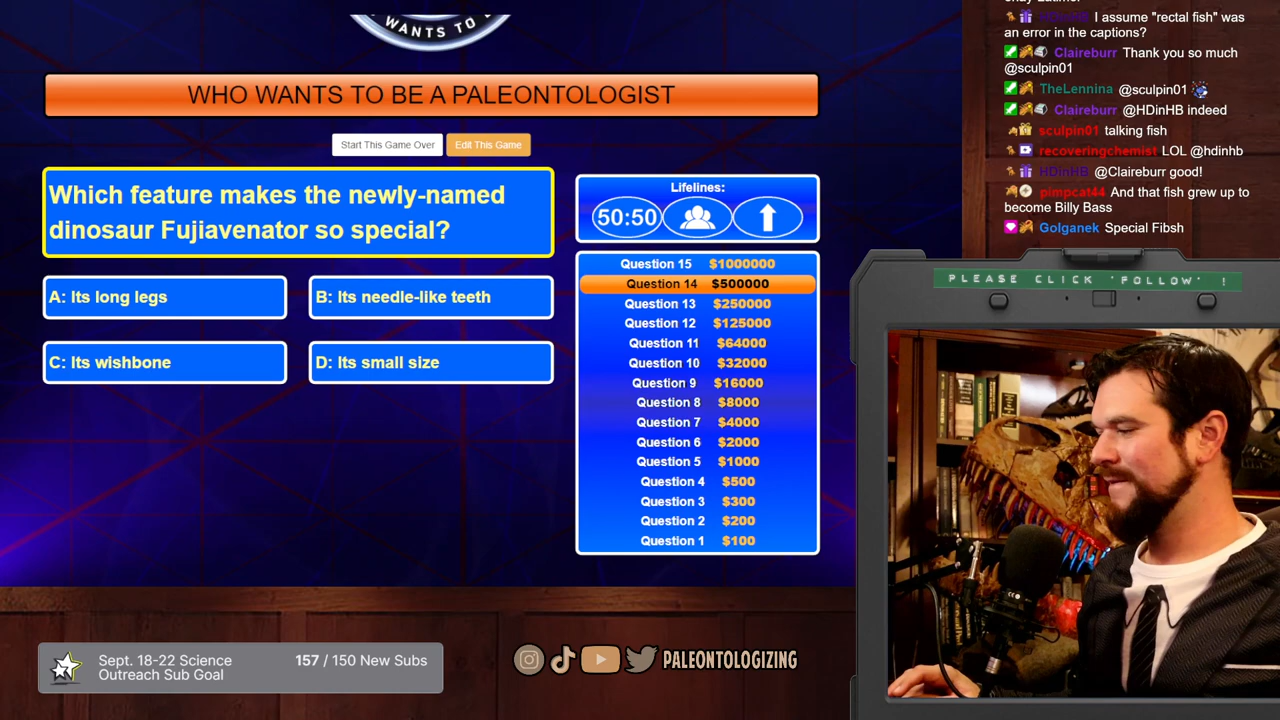 WANTS TO
WHO WANTS TO BE A PALEONTOLOGIST
Start This Game Over
Edit This Game
Which feature makes the newly-named
dinosaur Fujiavenator so special?
A: Its long legs
B: Its needle-like teeth
C: Its wishbone
D: Its small size
Lifelines:
50:50
Question 15 $1000000
Question 14 $500000
Question 13 $250000
Question 12 $125000
Question 11 $64000
Question 10 $32000
Question 9 $16000
Question 8 $8000
Question 7 $4000
Question 6 $2000
Question 5 $1000
Question 4 $500
Question 3 $300
Question 2 $200
Question 1 $100
HDinHB I assume "rectal fish" was
an error in the captions?
Claireburr Thank you so much
@sculpin01
TheLennina @sculpin01
Claireburr @HDinHB indeed
sculpin01 talking fish
recoveringchemist LOL @hdinhb
HDinHB @Claireburr good!
pimpcat44 And that fish grew up to
become Billy Bass
Golganek Special Fibsh
PLEASE CLICK "FOLLOW" !
Sept. 18-22 Science
Outreach Sub Goal
157 / 150 New Subs
PALEONTOLOGIZING